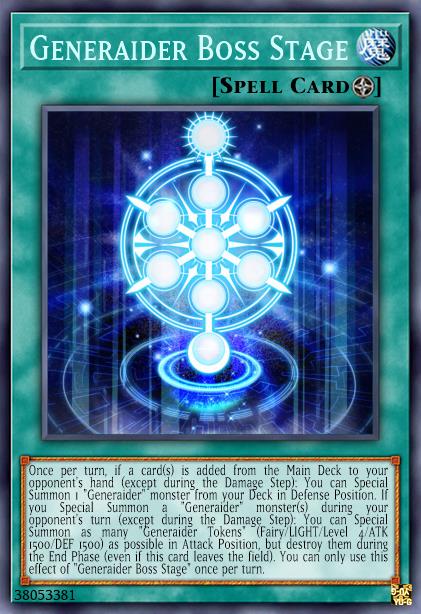 Generaider Boss Stage
魔
[Spell Card]
Once per turn, if a card(s) is added from the Main Deck to your
opponent's hand (except during the Damage Step): You can Special
Summon 1 "Generaider" monster from your Deck in Defense Position. If
you Special Summon a "Generaider" monster(s) during your
opponent's turn (except during the Damage Step): You can Special
Summon as many "Generaider Tokens" (Fairy/LIGHT/Level 4/ATK
1500/DEF 1500) as possible in Attack Position, but destroy them during
the End Phase (even if this card leaves the field). You can only use this
effect of "Generaider Boss Stage" once per turn.
38053381